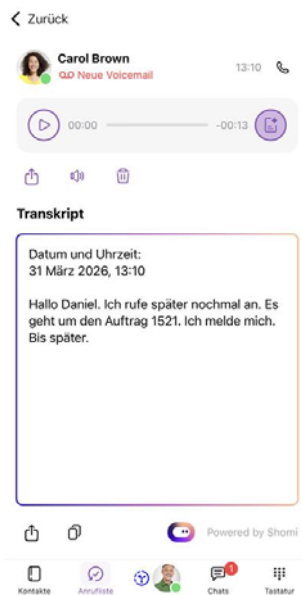 Zurück
Carol Brown
Neue Voicemail
13:10
00:00
-00:13
Transkript
Datum und Uhrzeit:
31 März 2026, 13:10
Hallo Daniel. Ich rufe später nochmal an. Es
geht um den Auftrag 1521. Ich melde mich.
Bis später.
Powered by Shomi
1
Kontakte Anrufliste Chats Tastatur